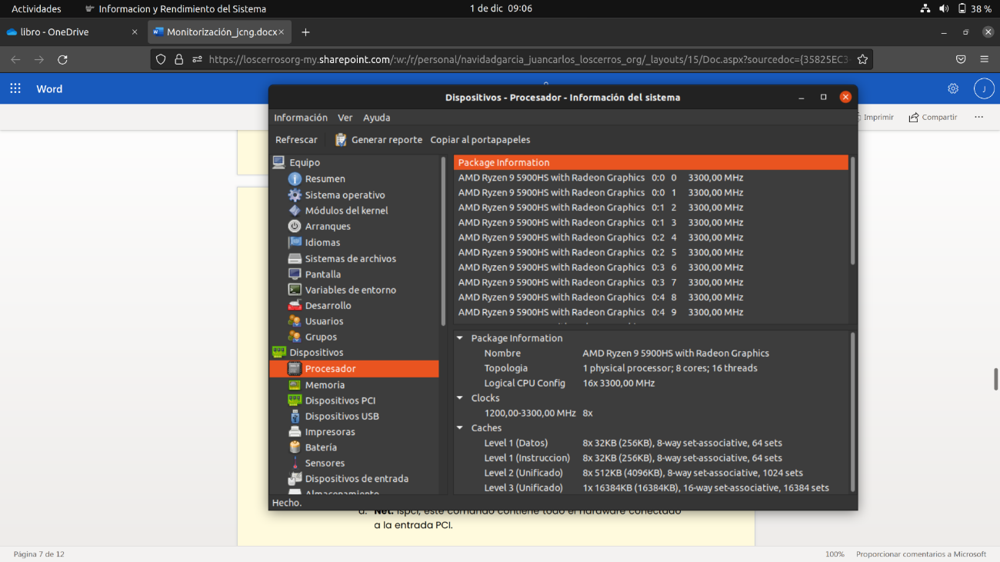 Actividades Informacion y Rendimiento del Sistema 1 de dic 09:06 38 %
libro - OneDrive × Monitorización_jcng.docx × +
https://loscerrosorg-my.sharepoint.com/:w:/r/personal/navidadgarcia_juancarlos_loscerros_org/_layouts/15/Doc.aspx?sourcedoc={35825EC3-
Word J
Imprimir Compartir ...
Dispositivos - Procesador - Información del sistema
Información Ver Ayuda
Refrescar Generar reporte Copiar al portapapeles
Equipo
Resumen
Sistema operativo
Módulos del kernel
Arranques
Idiomas
Sistemas de archivos
Pantalla
Variables de entorno
Desarrollo
Usuarios
Grupos
Dispositivos
Procesador
Memoria
Dispositivos PCI
Dispositivos USB
Impresoras
Batería
Sensores
Dispositivos de entrada
Almacenamiento
Package Information
AMD Ryzen 9 5900HS with Radeon Graphics 0:0 0 3300,00 MHz
AMD Ryzen 9 5900HS with Radeon Graphics 0:0 1 3300,00 MHz
AMD Ryzen 9 5900HS with Radeon Graphics 0:1 2 3300,00 MHz
AMD Ryzen 9 5900HS with Radeon Graphics 0:1 3 3300,00 MHz
AMD Ryzen 9 5900HS with Radeon Graphics 0:2 4 3300,00 MHz
AMD Ryzen 9 5900HS with Radeon Graphics 0:2 5 3300,00 MHz
AMD Ryzen 9 5900HS with Radeon Graphics 0:3 6 3300,00 MHz
AMD Ryzen 9 5900HS with Radeon Graphics 0:3 7 3300,00 MHz
AMD Ryzen 9 5900HS with Radeon Graphics 0:4 8 3300,00 MHz
AMD Ryzen 9 5900HS with Radeon Graphics 0:4 9 3300,00 MHz
Package Information
Nombre AMD Ryzen 9 5900HS with Radeon Graphics
Topologia 1 physical processor; 8 cores; 16 threads
Logical CPU Config 16x 3300,00 MHz
Clocks
1200,00-3300,00 MHz 8x
Caches
Level 1 (Datos) 8x 32KB (256KB), 8-way set-associative, 64 sets
Level 1 (Instruccion) 8x 32KB (256KB), 8-way set-associative, 64 sets
Level 2 (Unificado) 8x 512KB (4096KB), 8-way set-associative, 1024 sets
Level 3 (Unificado) 1x 16384KB (16384KB), 16-way set-associative, 16384 sets
Hecho.
d. Net: lspci, este comando contiene todo el hardware conectado
a la entrada PCI.
Página 7 de 12 100% Proporcionar comentarios a Microsoft